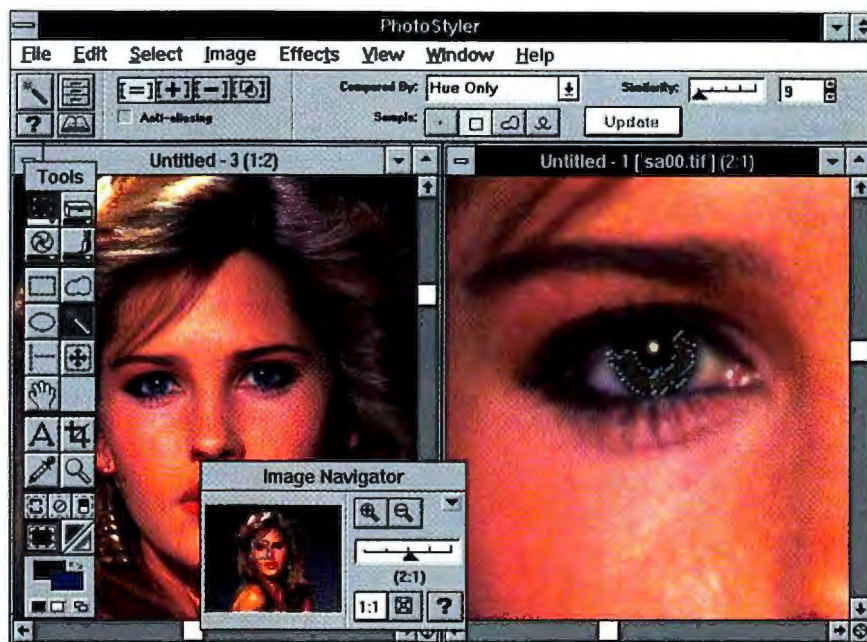 PhotoStyler
File Edit Select Image Effects View Window Help
Compared By: Hue Only Similarity: 9
Anti-aliasing Sample: Update
Untitled - 3 (1:2)
Untitled - 1 ['sa00.tif'] (2:1)
Tools
A
Image Navigator
(2:1)
1:1 ?
?